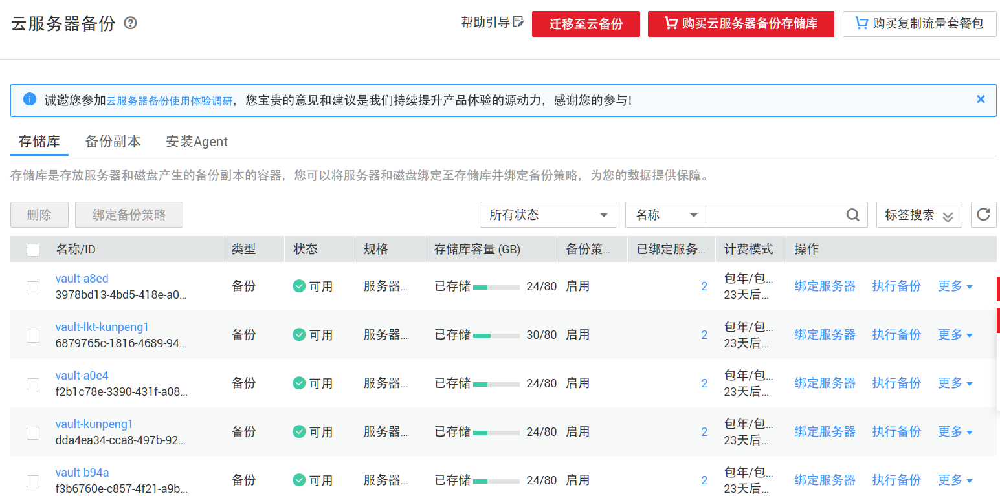 云服务器备份
帮助引导
迁移至云备份
购买云服务器备份存储库
购买复制流量套餐包
诚邀您参加云服务器备份使用体验调研，您宝贵的意见和建议是我们持续提升产品体验的源动力，感谢您的参与!
存储库 备份副本 安装Agent
存储库是存放服务器和磁盘产生的备份副本的容器，您可以将服务器和磁盘绑定至存储库并绑定备份策略，为您的数据提供保障。
删除 绑定备份策略 所有状态 名称 标签搜索
名称/ID 类型 状态 规格 存储库容量 (GB) 备份策... 已绑定服务... 计费模式 操作
vault-a8ed 备份 可用 服务器... 已存储 24/80 启用 2 包年/包... 绑定服务器 执行备份 更多
3978bd13-4bd5-418e-a0... 23天后...
vault-lkt-kunpeng1 备份 可用 服务器... 已存储 30/80 启用 2 包年/包... 绑定服务器 执行备份 更多
6879765c-1816-4689-94... 23天后...
vault-a0e4 备份 可用 服务器... 已存储 24/80 启用 2 包年/包... 绑定服务器 执行备份 更多
f2b1c78e-3390-431f-a08... 23天后...
vault-kunpeng1 备份 可用 服务器... 已存储 24/80 启用 2 包年/包... 绑定服务器 执行备份 更多
dda4ea34-cca8-497b-92... 23天后...
vault-b94a 备份 可用 服务器... 已存储 24/80 启用 2 包年/包... 绑定服务器 执行备份 更多
f3b6760e-c857-4f21-a9b... 23天后...